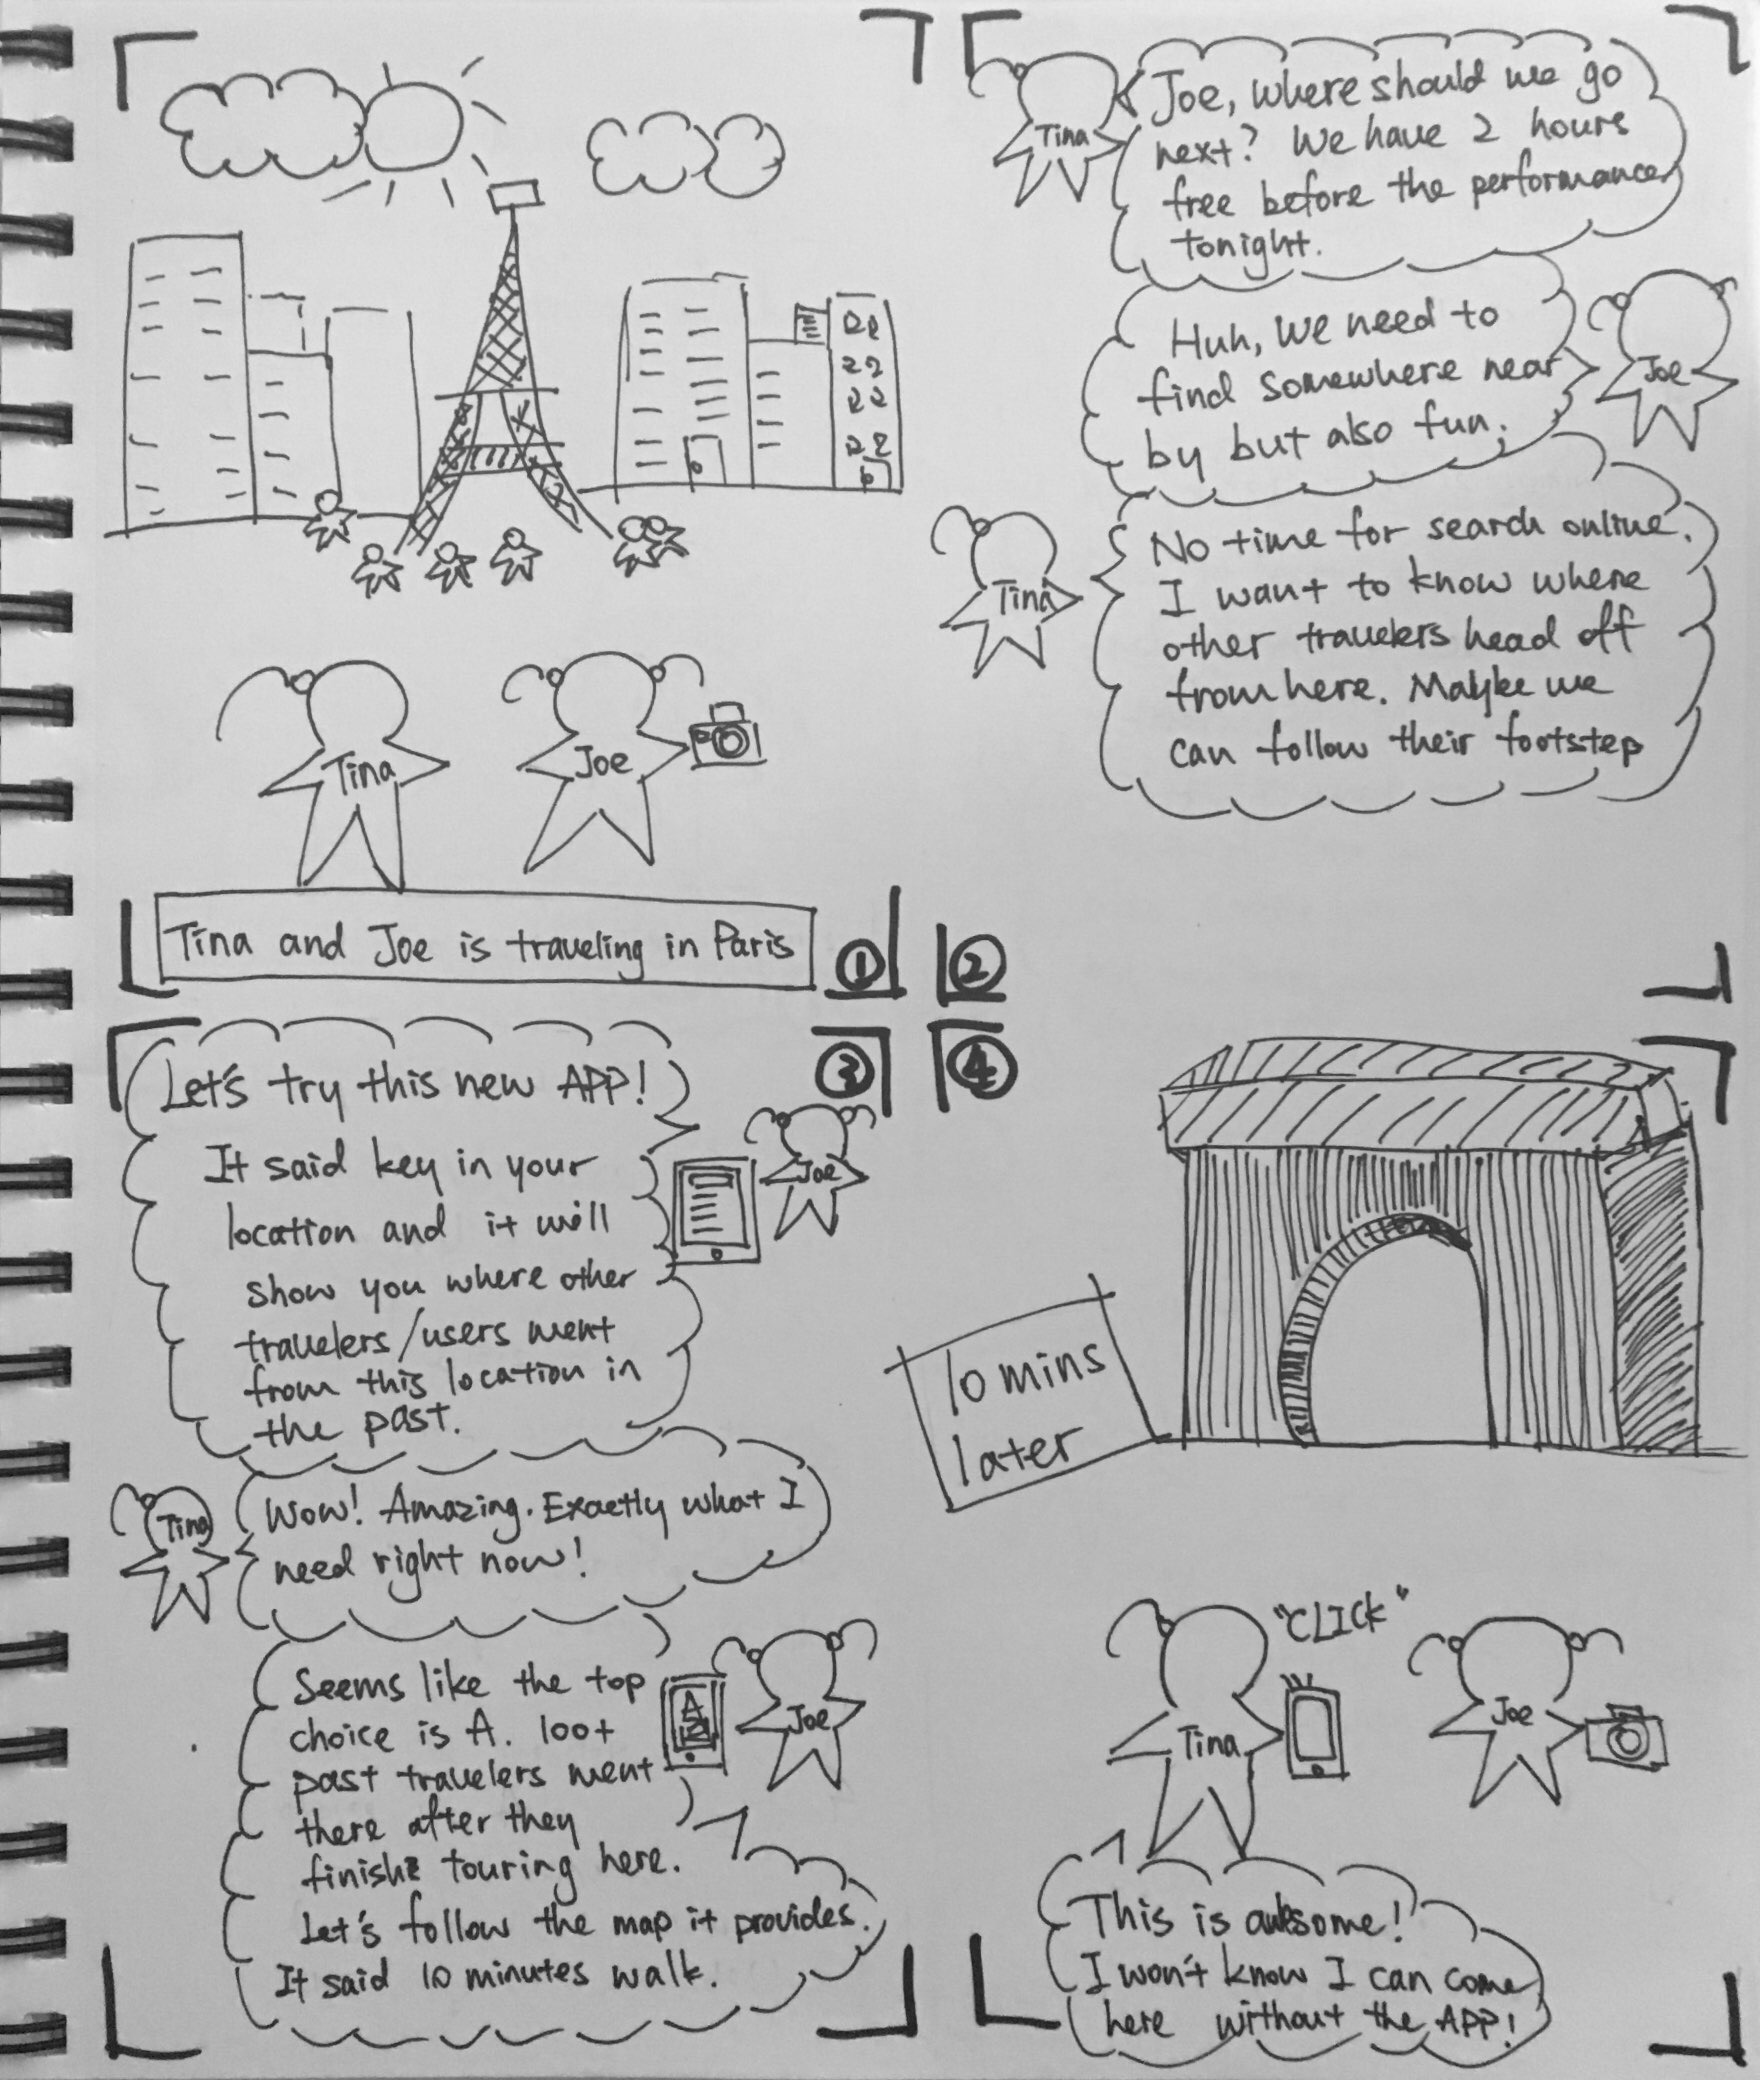 Tina
Joe
Tina and Joe is traveling in Paris
①
Tina
Joe, where should we go
next? We have 2 hours
free before the performance
tonight.
Huh, we need to
find somewhere near
by but also fun.
Joe
Tina
No time for search online.
I want to know where
other travelers head off
from here. Maybe we
can follow their footstep
②
③
Let's try this new APP!
It said key in your
location and it will
show you where other
travelers/users went
from this location in
the past.
Joe
Tina
Wow! Amazing. Exactly what I
need right now!
Seems like the top
choice is A. 100+
past travelers went
there after they
finish touring here.
Let's follow the map it provides.
It said 10 minutes walk.
A
Joe
④
10 mins
later
"CLICK"
Tina
Joe
This is awesome!
I won't know I can come
here without the APP!